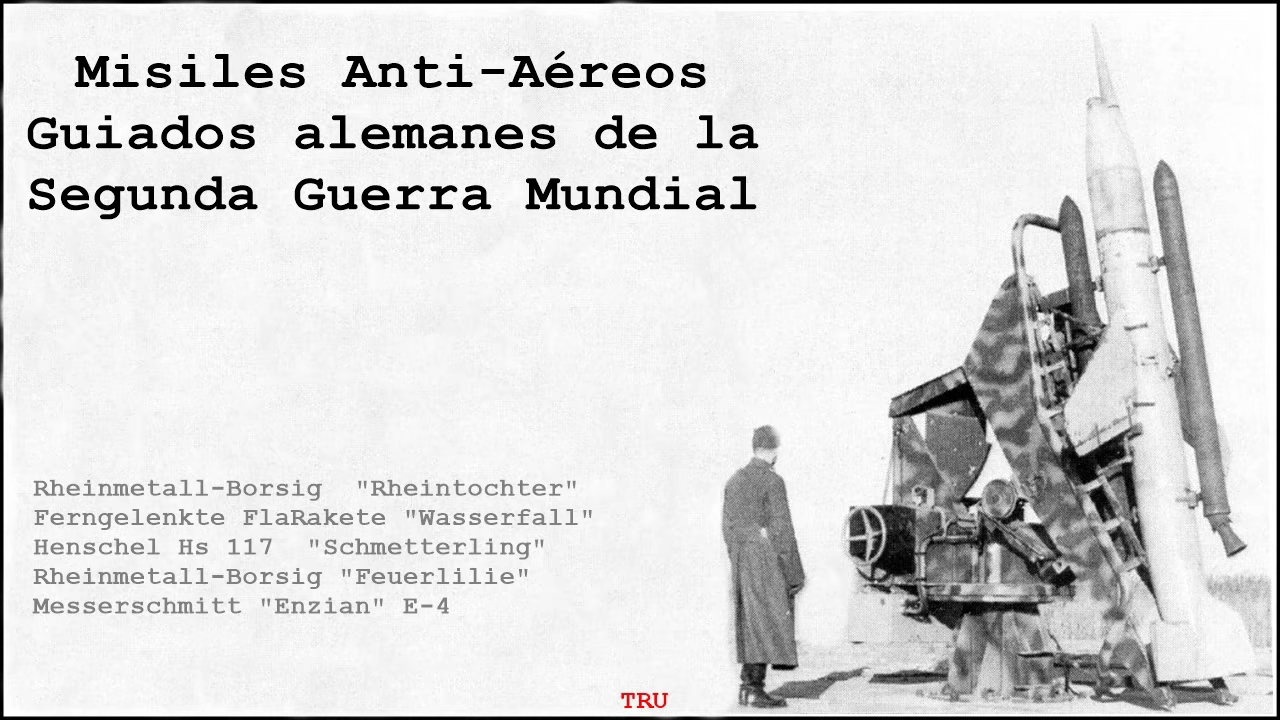 Misiles Anti-Aéreos
Guiados alemanes de la
Segunda Guerra Mundial
Rheinmetall-Borsig "Rheintochter"
Ferngelenkte FlaRakete "Wasserfall"
Henschel Hs 117 "Schmetterling"
Rheinmetall-Borsig "Feuerlilie"
Messerschmitt "Enzian" E-4
TRU